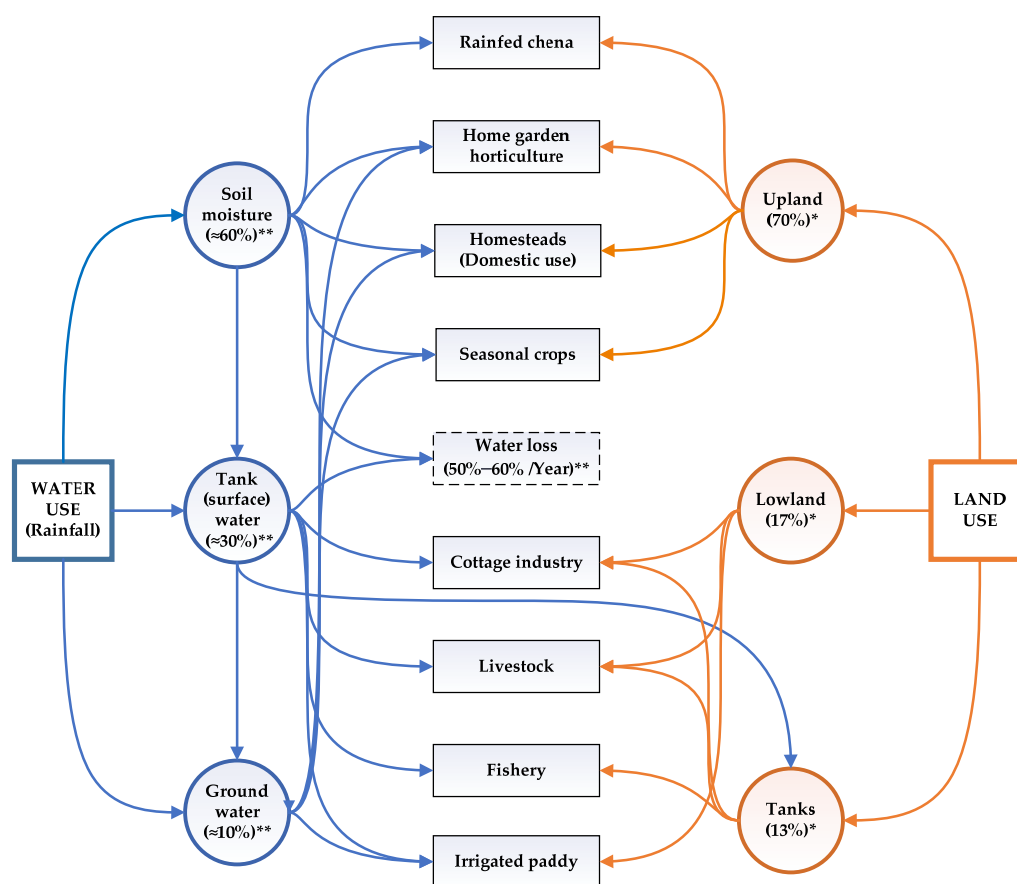 Rainfed chena
Home garden
horticulture
Soil
moisture
(≈60%)**
Upland
(70%)*
Homesteads
(Domestic use)
Seasonal crops
Water loss
(50%–60% /Year)**
WATER
USE
(Rainfall)
Tank
(surface)
water
(≈30%)**
Lowland
(17%)*
LAND
USE
Cottage industry
Livestock
Fishery
Ground
water
(≈10%)**
Tanks
(13%)*
Irrigated paddy